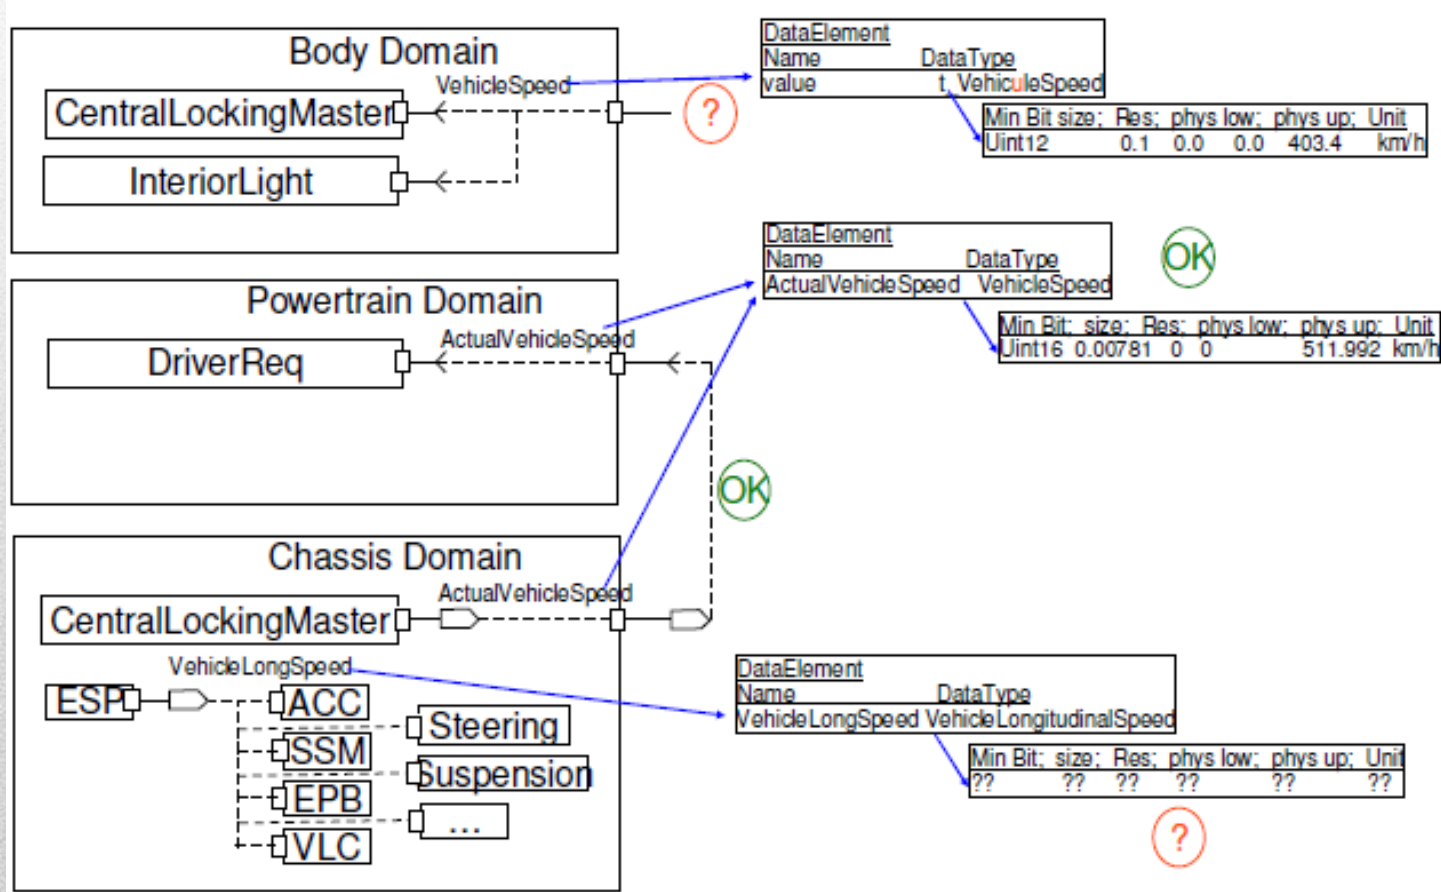 Body Domain
VehicleSpeed
CentralLockingMaster
InteriorLight
?
DataElement
Name DataType
value t_VehiculeSpeed
Min Bit size; Res; phys low; phys up; Unit
Uint12 0.1 0.0 0.0 403.4 km/h
Powertrain Domain
ActualVehicleSpeed
DriverReq
DataElement
Name DataType
ActualVehicleSpeed VehicleSpeed
OK
Min Bit; size; Res; phys low; phys up; Unit
Uint16 0.00781 0 0 511.992 km/h
OK
Chassis Domain
ActualVehicleSpeed
CentralLockingMaster
VehicleLongSpeed
ESP
ACC
Steering
SSM
Suspension
EPB
...
VLC
DataElement
Name DataType
VehicleLongSpeed VehicleLongitudinalSpeed
Min Bit; size; Res; phys low; phys up; Unit
?? ?? ?? ?? ?? ??
?